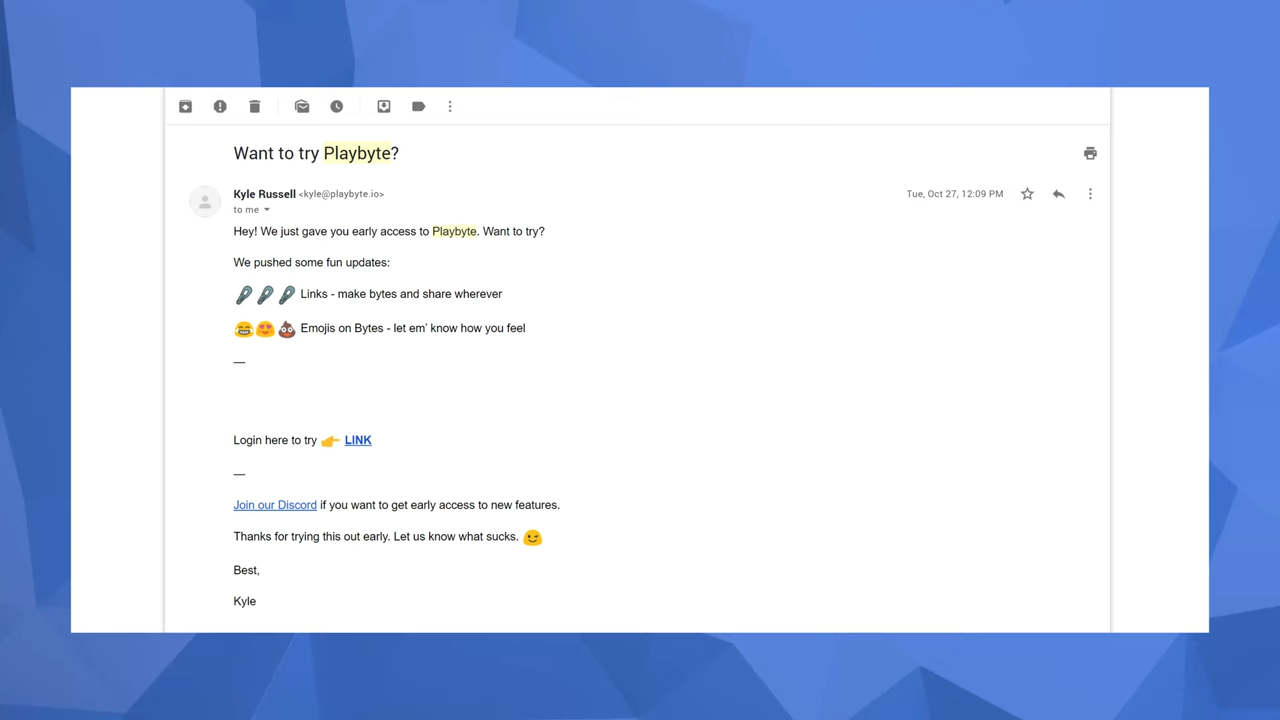 Want to try Playbyte?
Kyle Russell <kyle@playbyte.io>
Tue, Oct 27, 12:09 PM
to me
Hey! We just gave you early access to Playbyte. Want to try?
We pushed some fun updates:
🔗🔗🔗 Links - make bytes and share wherever
😂😍💩 Emojis on Bytes - let em’ know how you feel
—
Login here to try 👉 LINK
—
Join our Discord if you want to get early access to new features.
Thanks for trying this out early. Let us know what sucks. 😉
Best,
Kyle